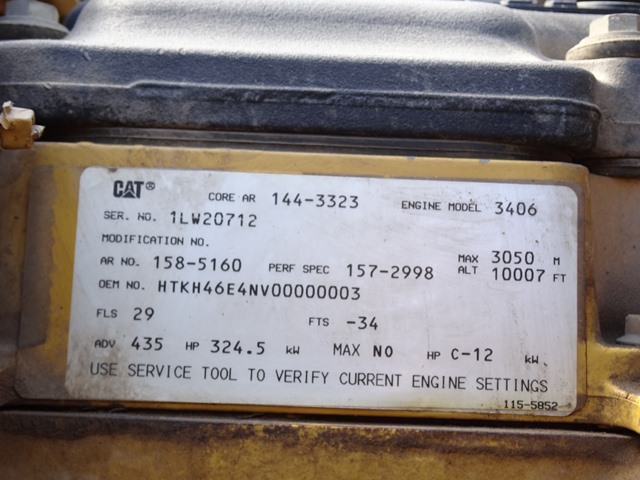 CAT® CORE AR 144-3323 ENGINE MODEL 3406
SER. NO. 1LW20712
MODIFICATION NO.
AR NO. 158-5160 PERF SPEC 157-2998 MAX ALT 3050 M 10007 FT
OEM NO. HTKH46E4NV00000003
FLS 29 FTS -34
ADV 435 HP 324.5 kW MAX NO HP C-12 kW
USE SERVICE TOOL TO VERIFY CURRENT ENGINE SETTINGS
115-5852